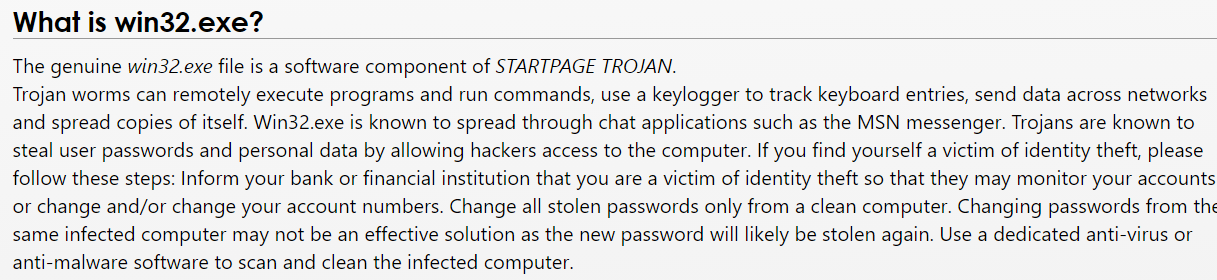 What is win32.exe?
The genuine win32.exe file is a software component of STARTPAGE TROJAN.
Trojan worms can remotely execute programs and run commands, use a keylogger to track keyboard entries, send data across networks
and spread copies of itself. Win32.exe is known to spread through chat applications such as the MSN messenger. Trojans are known to
steal user passwords and personal data by allowing hackers access to the computer. If you find yourself a victim of identity theft, please
follow these steps: Inform your bank or financial institution that you are a victim of identity theft so that they may monitor your accounts
or change and/or change your account numbers. Change all stolen passwords only from a clean computer. Changing passwords from the
same infected computer may not be an effective solution as the new password will likely be stolen again. Use a dedicated anti-virus or
anti-malware software to scan and clean the infected computer.